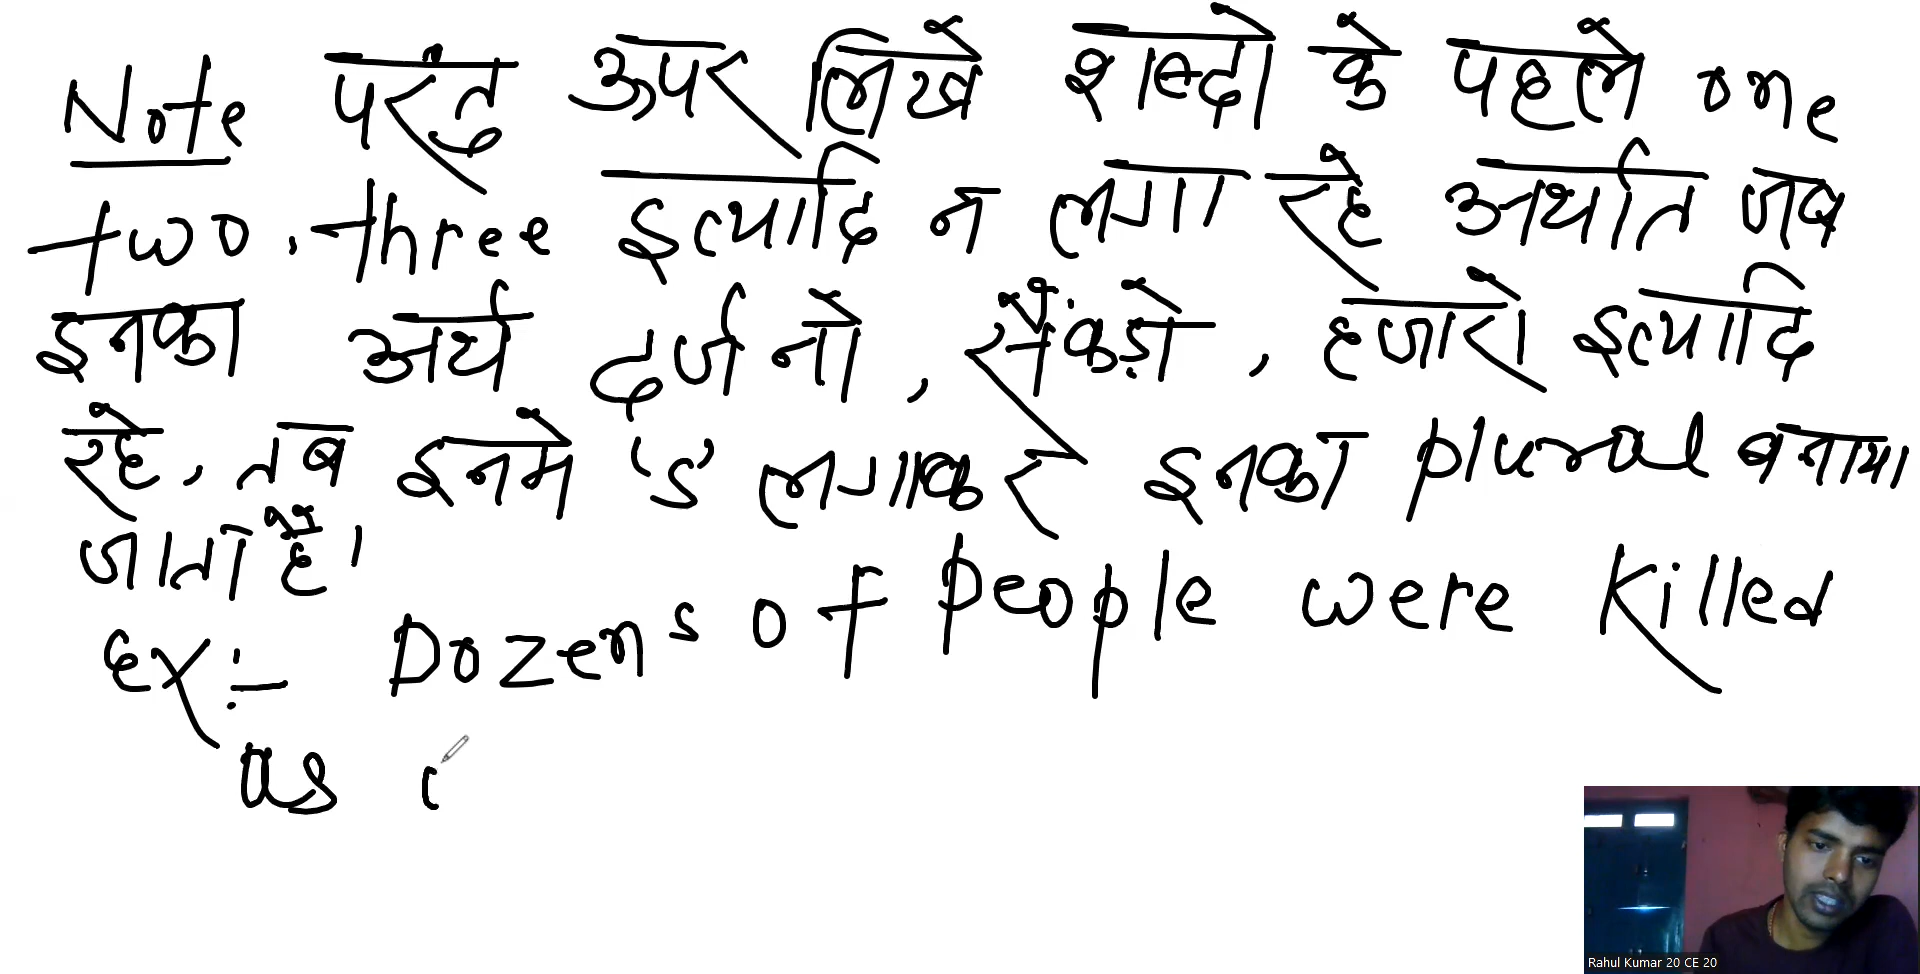 Note परंतु ऊपर लिखे शब्दो के पहले one
two, three इत्यादि न लगा रहे अर्थात जब
इनका अर्थ दर्जनो, सैंकड़ो, हजारो इत्यादि
रहे, तब इनमे 's' लगाकर इनका plural बनाया
जाता है।
Ex:- Dozens of people were killed
as
Rahul Kumar 20 CE 20